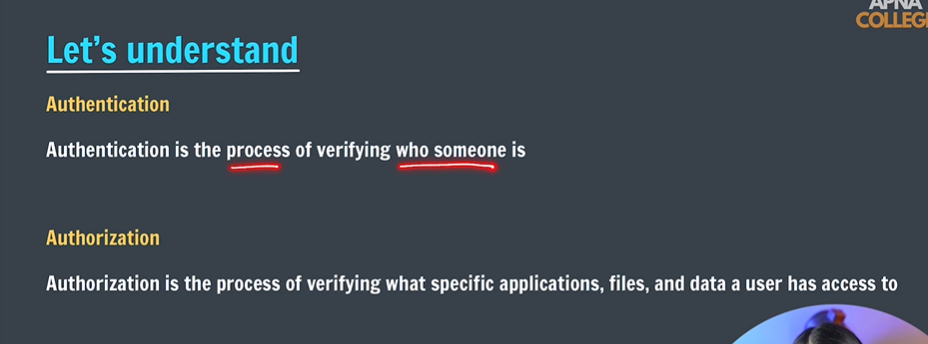 APNA
COLLEGE
Let's understand
Authentication
Authentication is the process of verifying who someone is
Authorization
Authorization is the process of verifying what specific applications, files, and data a user has access to